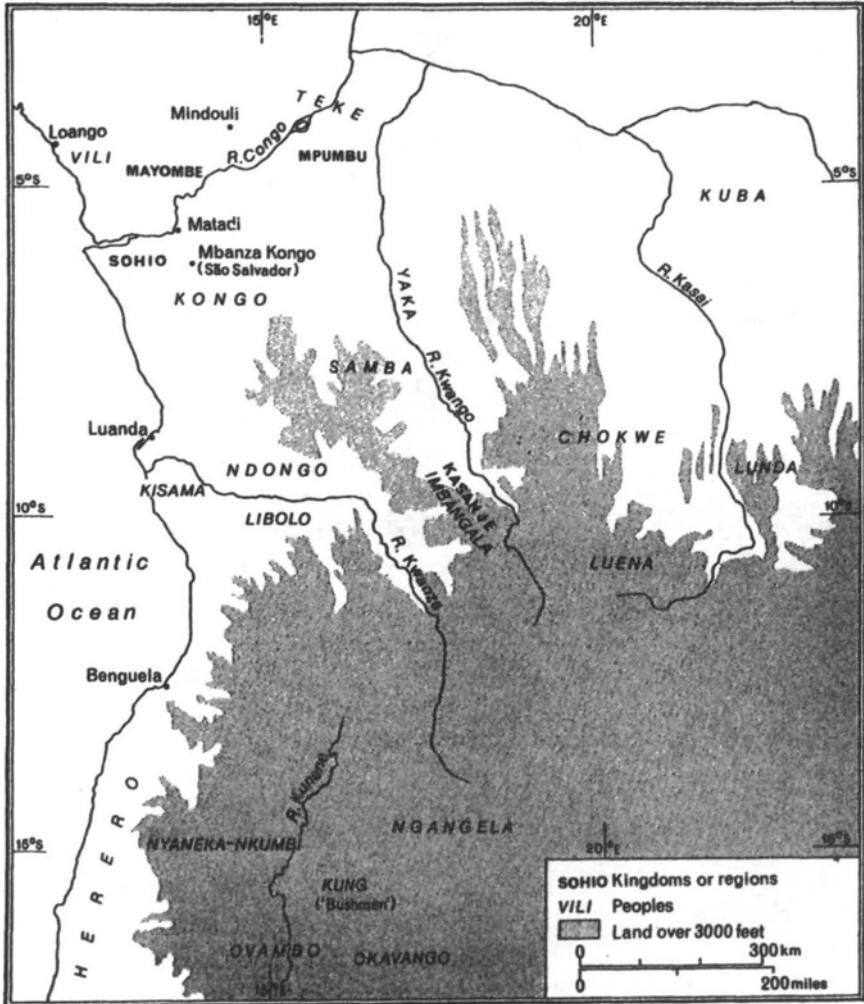 15°E
20°E
TEKE
Mindouli
Loango
VILI
R. Congo
MPUMBU
MAYOMBE
5°S
5°S
KUBA
Matadi
SOHIO
Mbanza Kongo
(São Salvador)
KONGO
YAKA
R. Kasai
SAMBA
R. Kwango
Luanda
CHOKWE
NDONGO
LUNDA
KISAMA
KASANJE
IMBANGALA
10°S
10°S
LIBOLO
R. Kwanza
LUENA
Atlantic
Ocean
Benguela
HERERO
R. Kunene
NGANGELA
NYANEKA-NKUMBI
15°S
20°E
KUNG
('Bushmen')
OVAMBO
OKAVANGO
SOHIO Kingdoms or regions
VILI Peoples
Land over 3000 feet
0 300 km
0 200 miles